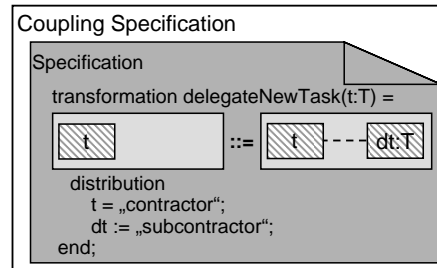 Coupling Specification
Specification
transformation delegateNewTask(t:T) =
t ::= t dt:T
distribution
t = „contractor“;
dt := „subcontractor“;
end;